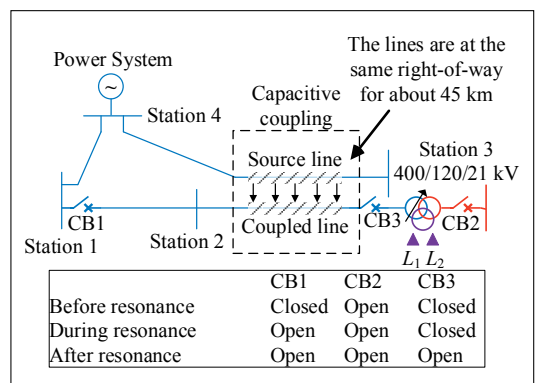 The lines are at the
same right-of-way
for about 45 km
Power System
~
Station 4
Capacitive
coupling
Source line
Station 3
400/120/21 kV
CB1
Station 1
Station 2
Coupled line
CB3
CB2
L1 L2
CB1 CB2 CB3
Before resonance Closed Open Closed
During resonance Open Open Closed
After resonance Open Open Open